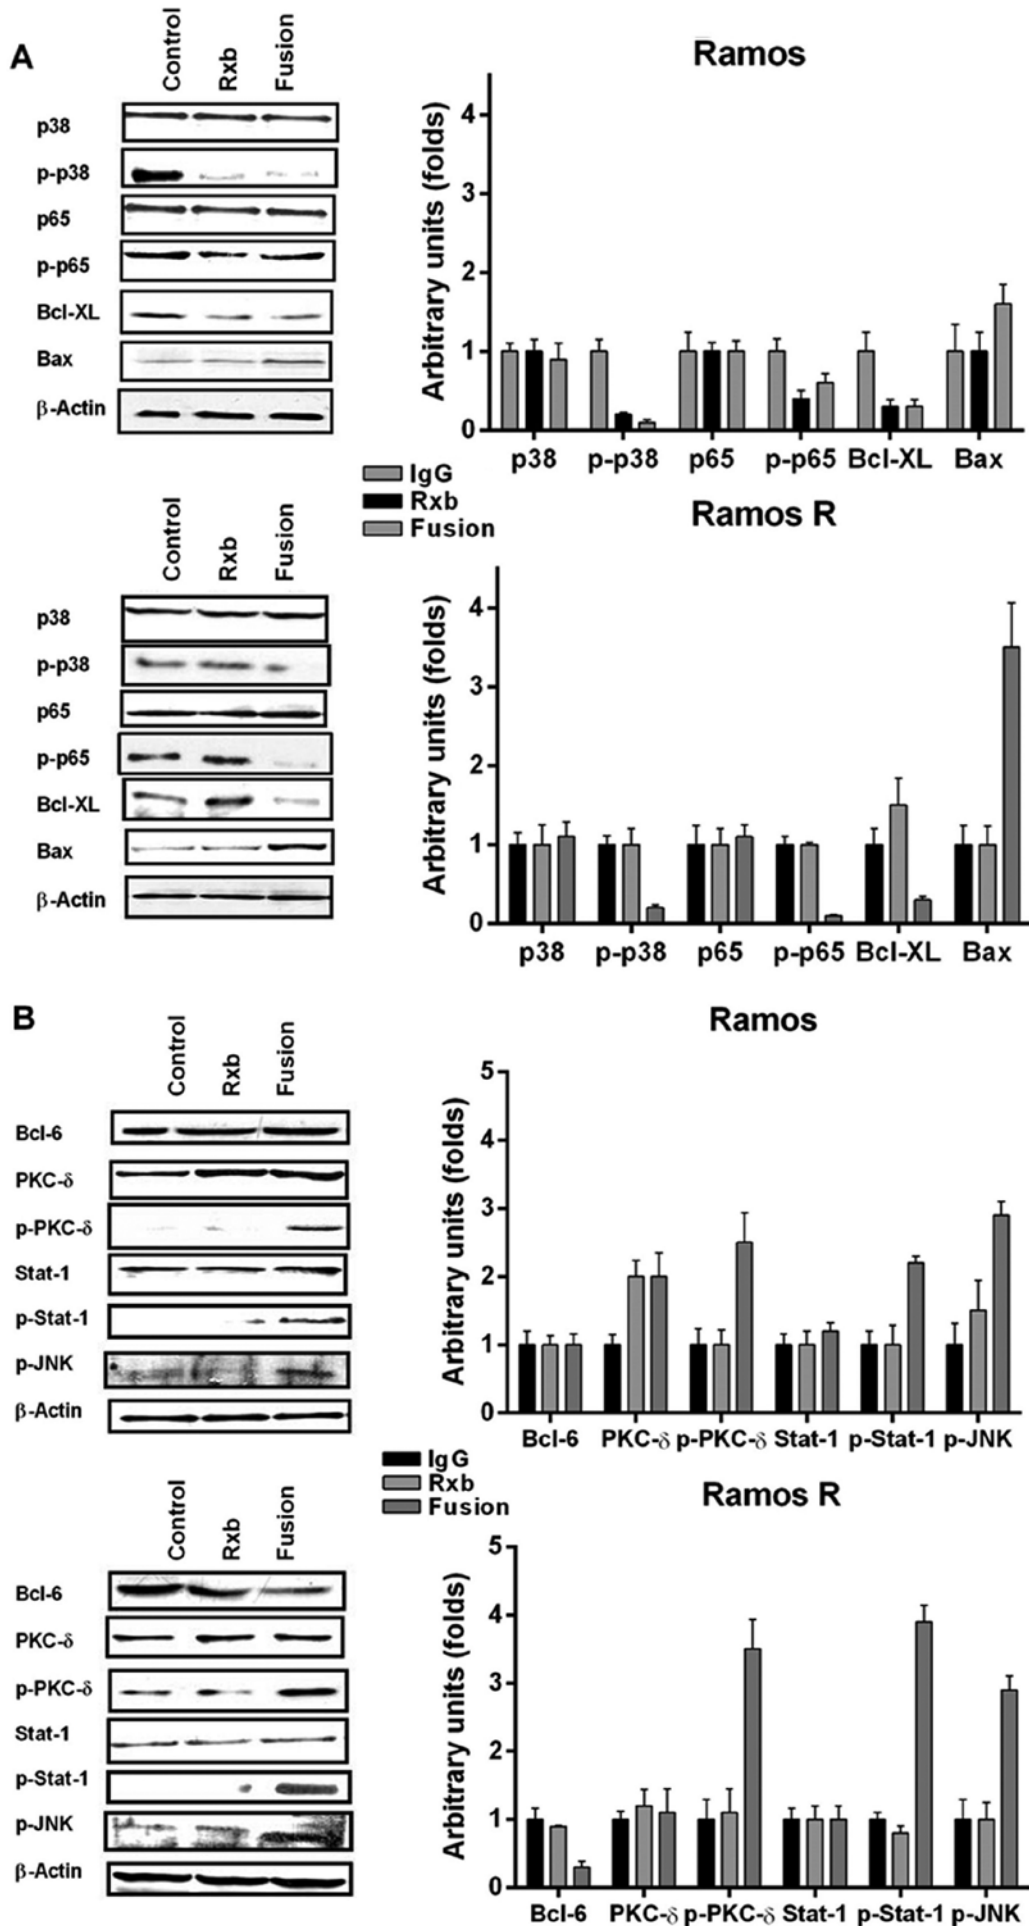 A
Control
Rxb
Fusion
p38
p-p38
p65
p-p65
Bcl-XL
Bax
β-Actin
Ramos
Arbitrary units (folds)
4
3
2
1
0
p38 p-p38 p65 p-p65 Bcl-XL Bax
IgG
Rxb
Fusion
Control
Rxb
Fusion
p38
p-p38
p65
p-p65
Bcl-XL
Bax
β-Actin
Ramos R
Arbitrary units (folds)
4
3
2
1
0
p38 p-p38 p65 p-p65 Bcl-XL Bax
B
Control
Rxb
Fusion
Bcl-6
PKC-δ
p-PKC-δ
Stat-1
p-Stat-1
p-JNK
β-Actin
Ramos
Arbitrary units (folds)
5
4
3
2
1
0
Bcl-6 PKC-δ p-PKC-δ Stat-1 p-Stat-1 p-JNK
IgG
Rxb
Fusion
Control
Rxb
Fusion
Bcl-6
PKC-δ
p-PKC-δ
Stat-1
p-Stat-1
p-JNK
β-Actin
Ramos R
Arbitrary units (folds)
5
4
3
2
1
0
Bcl-6 PKC-δ p-PKC-δ Stat-1 p-Stat-1 p-JNK